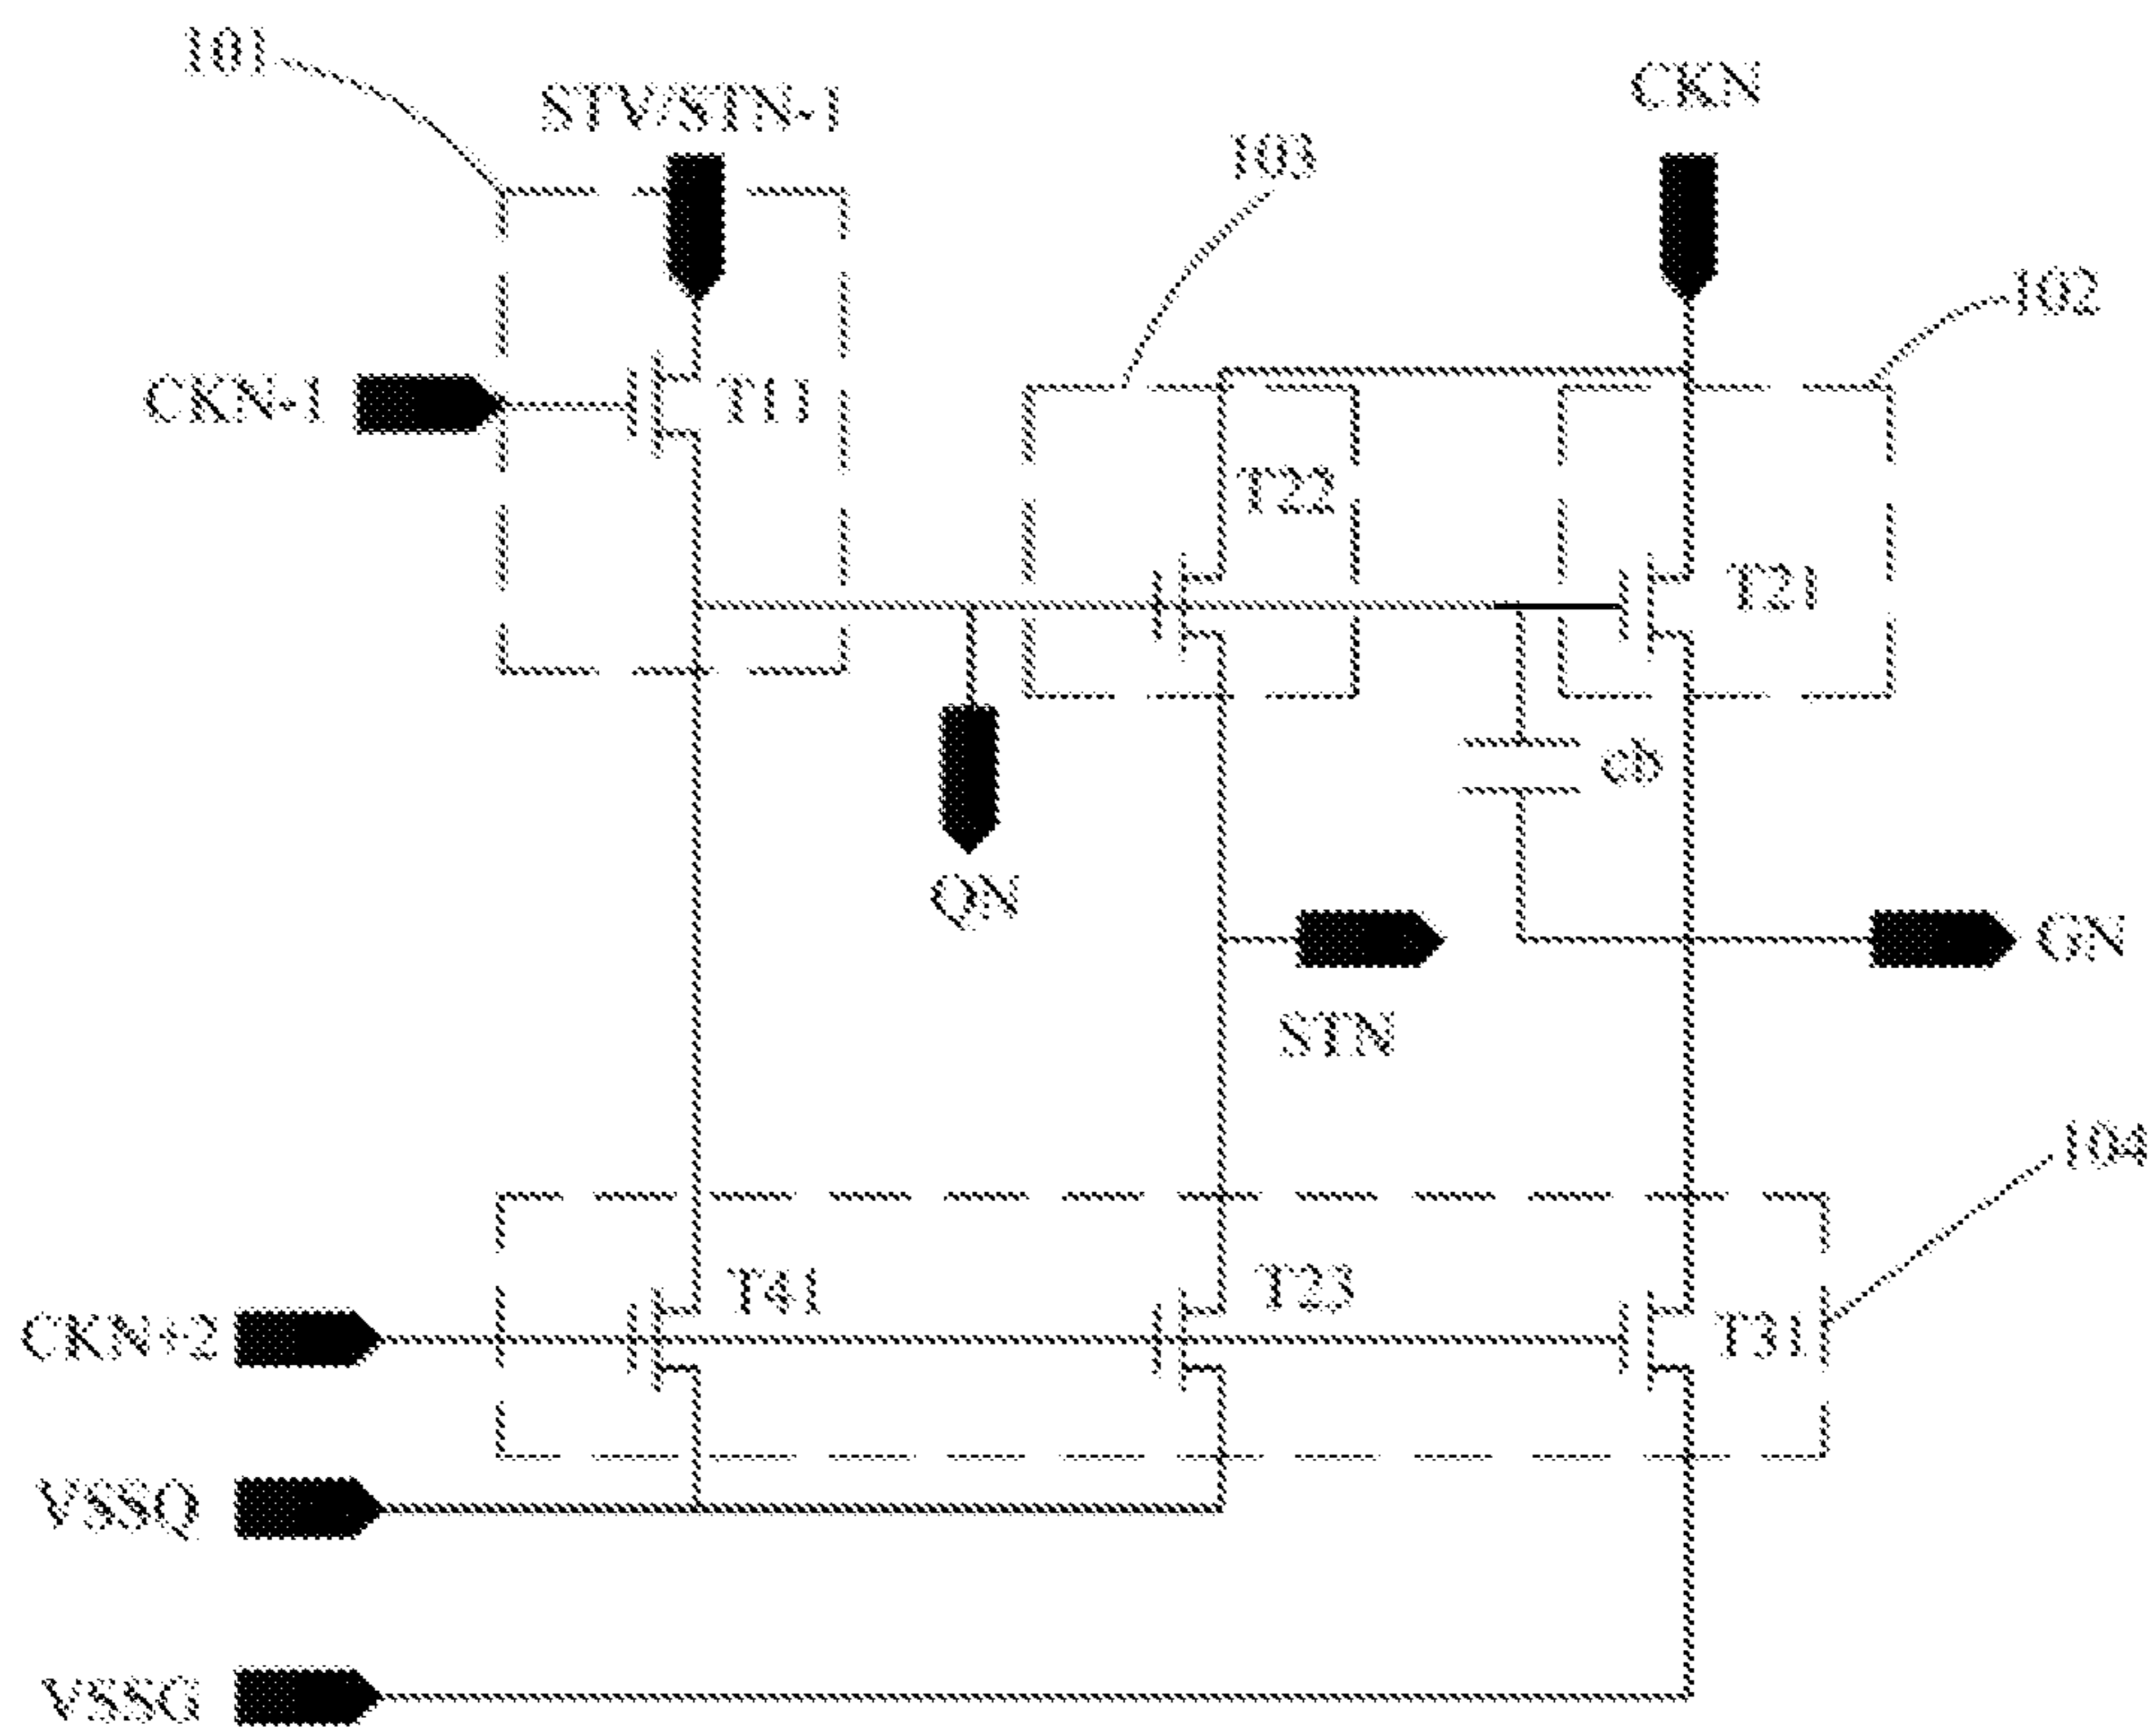 101
STV/STN-1
CKN
103
102
CKN-1
T11
T22
T21
cb
QN
GN
STN
104
T41
T23
CKN+2
T31
VSSQ
VSSG